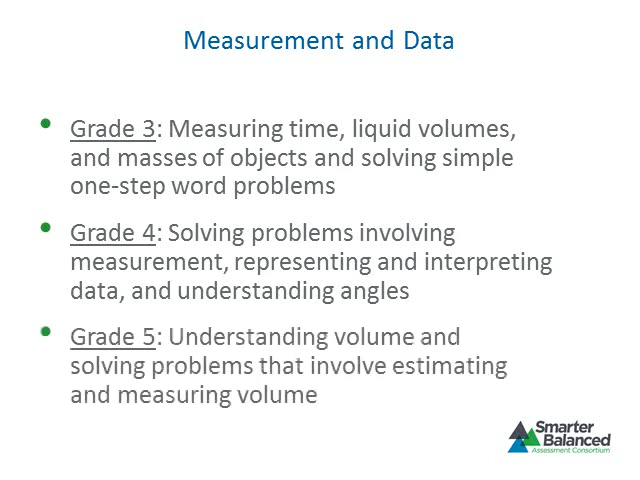 Measurement and Data
• Grade 3: Measuring time, liquid volumes,
and masses of objects and solving simple
one-step word problems
• Grade 4: Solving problems involving
measurement, representing and interpreting
data, and understanding angles
• Grade 5: Understanding volume and
solving problems that involve estimating
and measuring volume
Smarter
Balanced
Assessment Consortium